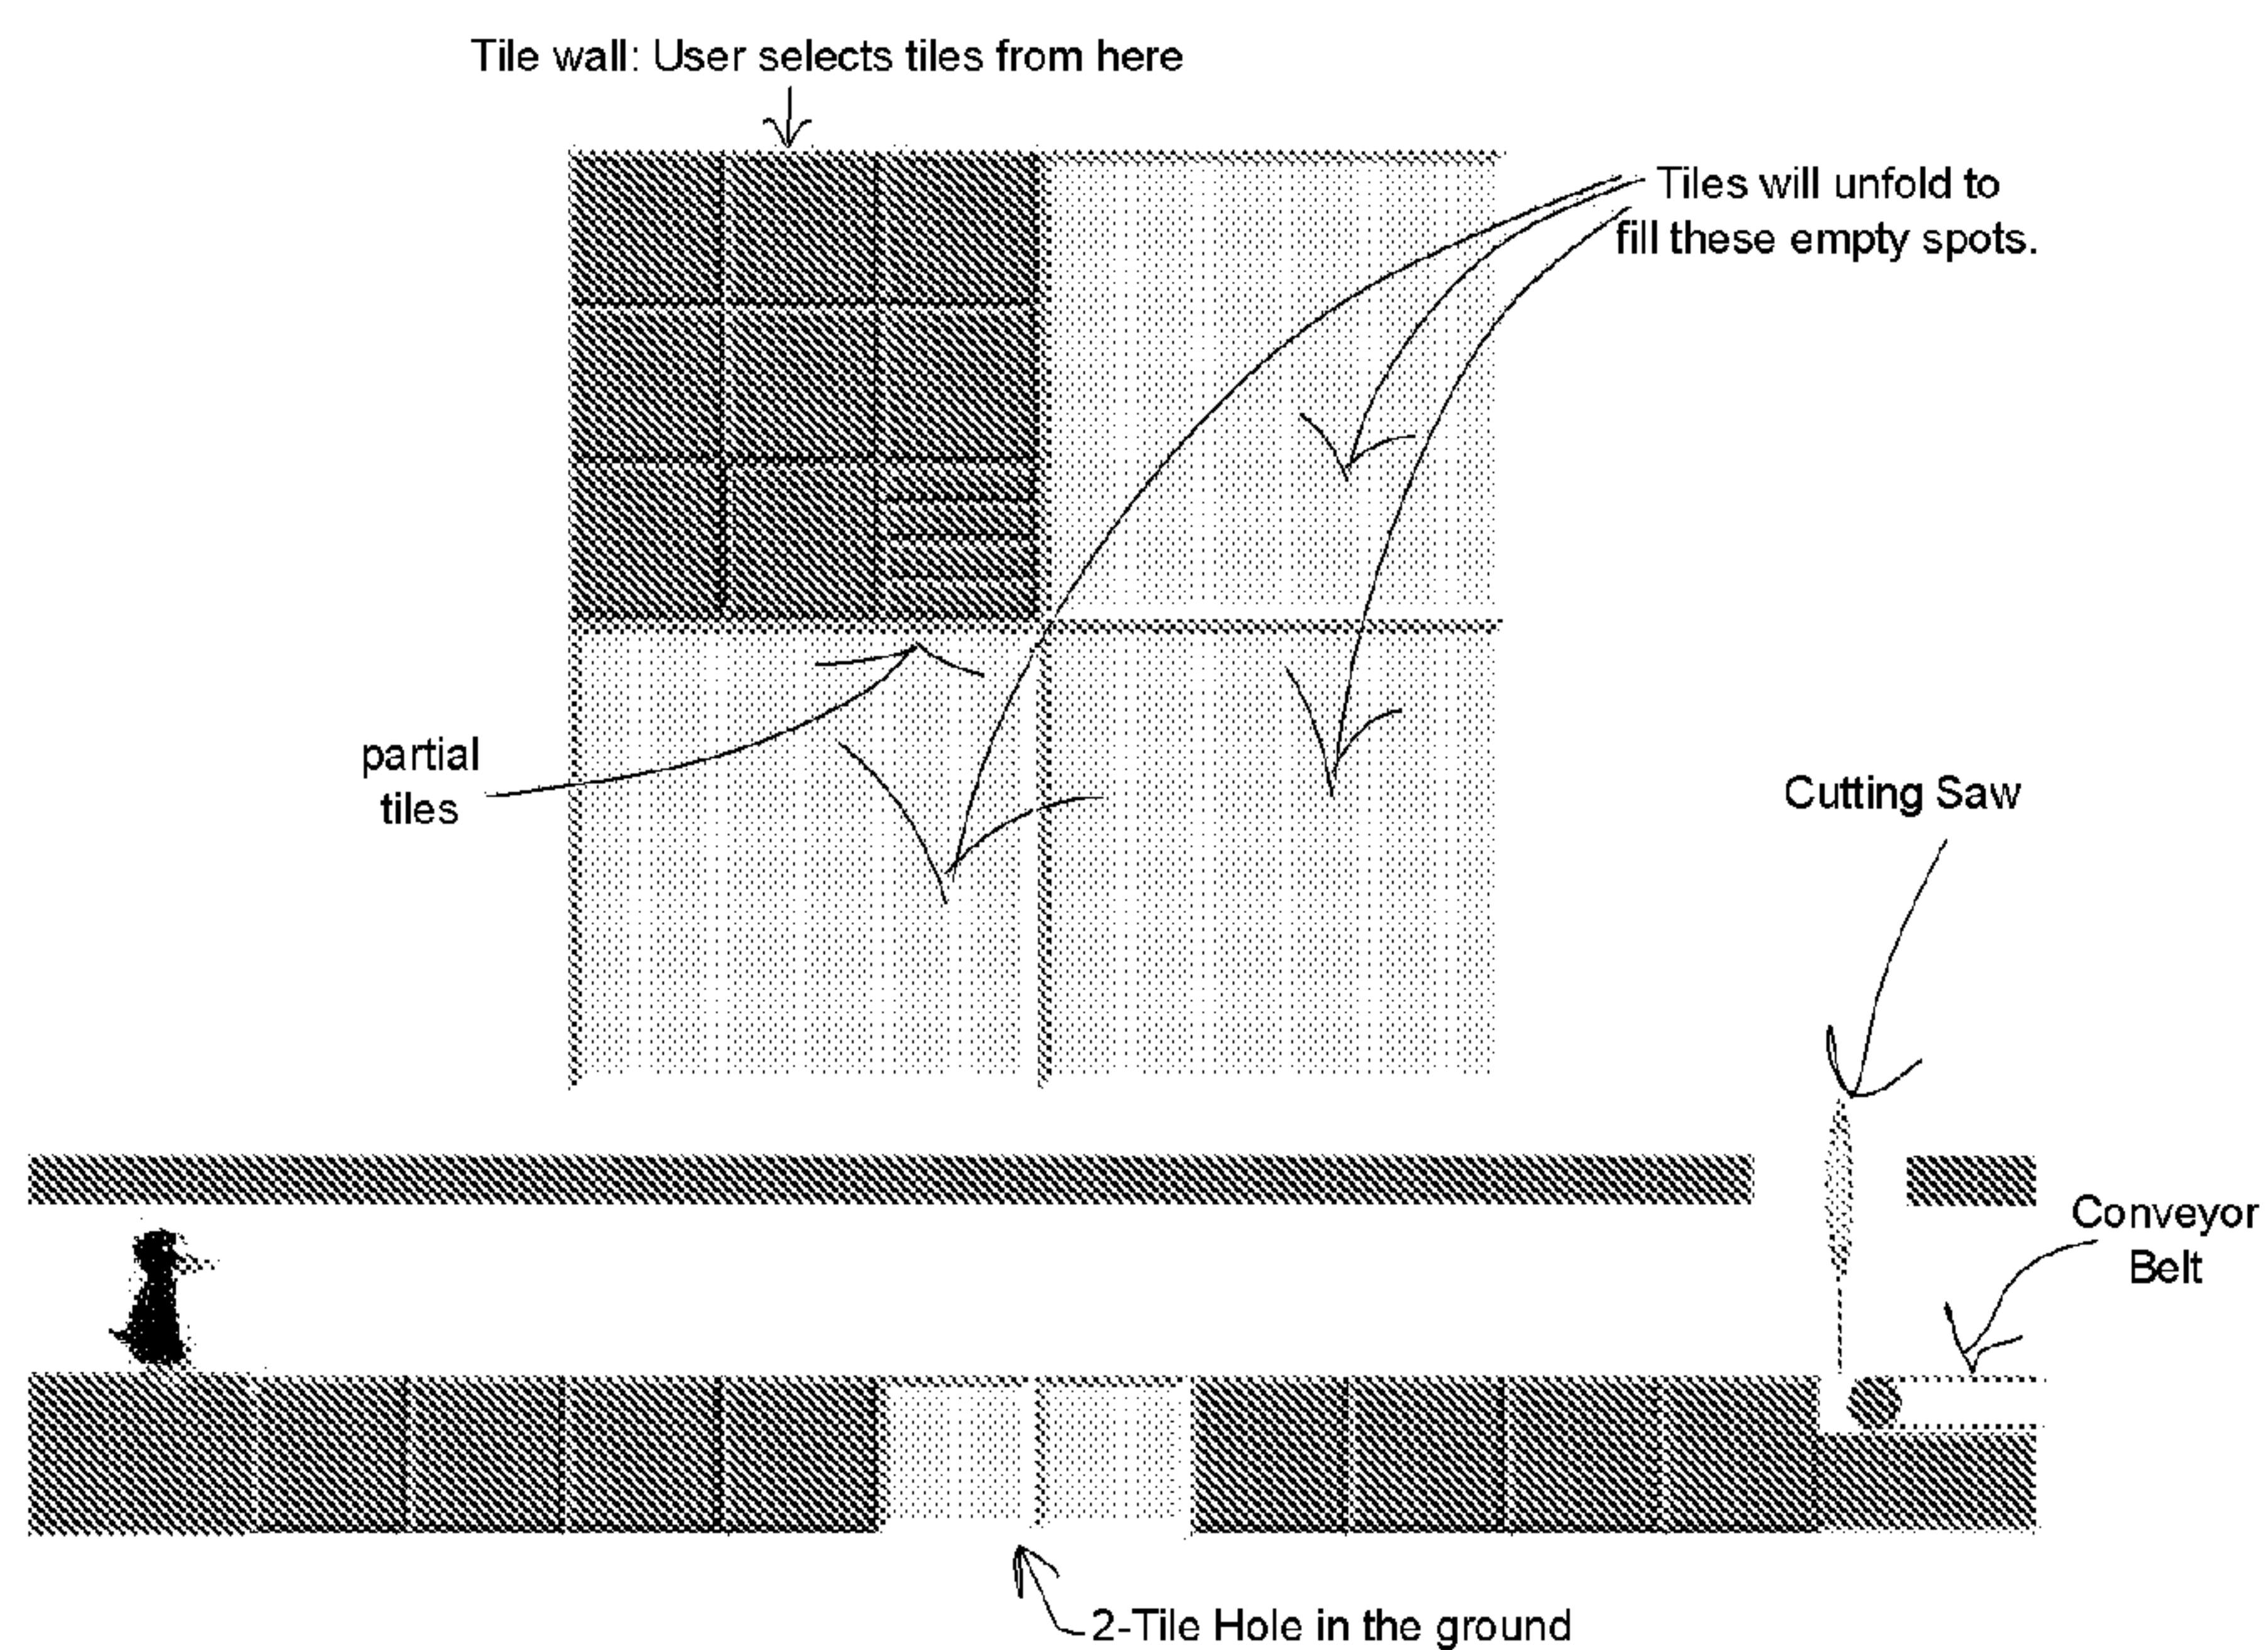 Tile wall: User selects tiles from here
Tiles will unfold to
fill these empty spots.
partial
tiles
Cutting Saw
Conveyor
Belt
2-Tile Hole in the ground